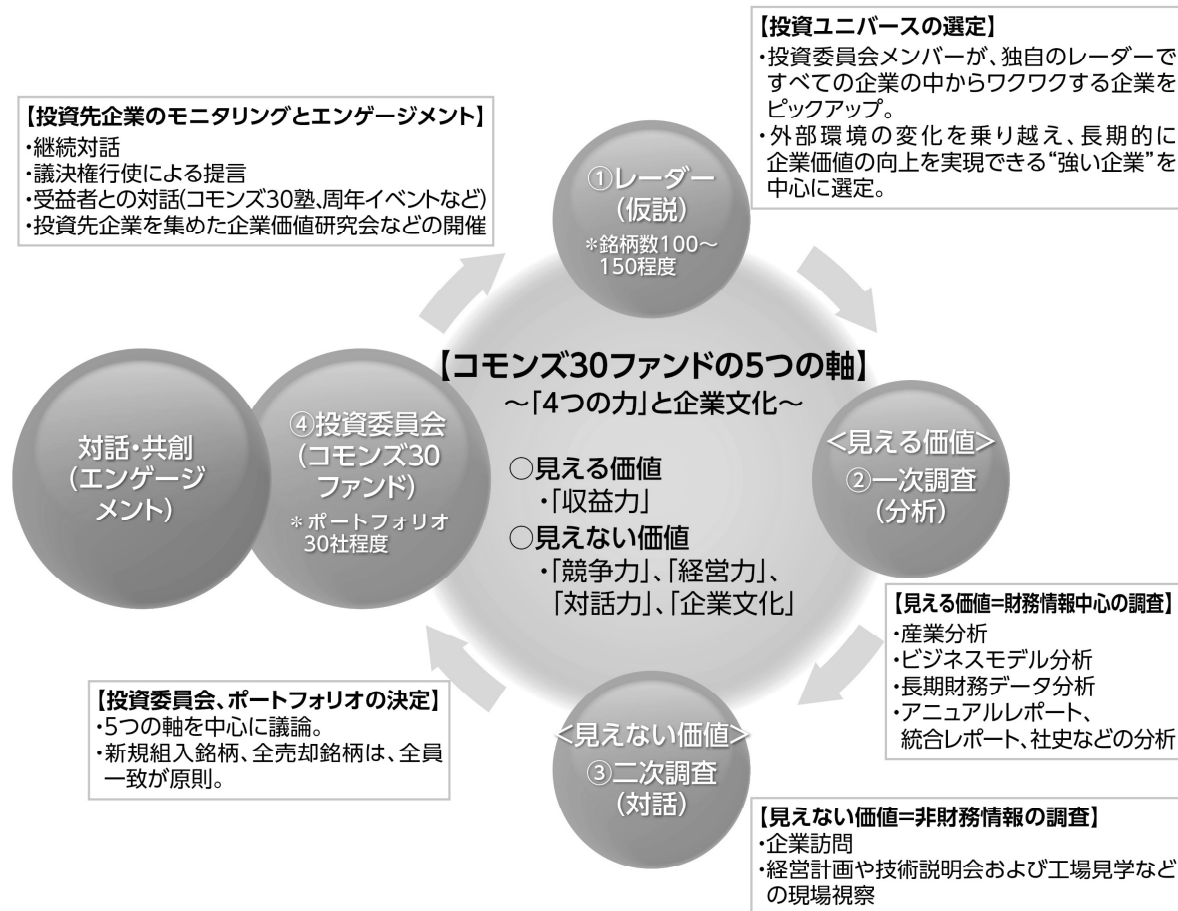 【投資ユニバースの選定】
・投資委員会メンバーが、独自のレーダーで
すべての企業の中からワクワクする企業を
ピックアップ。
・外部環境の変化を乗り越え、長期的に
企業価値の向上を実現できる“強い企業”を
中心に選定。
【投資先企業のモニタリングとエンゲージメント】
・継続対話
・議決権行使による提言
・受益者との対話(コモンズ30塾、周年イベントなど)
・投資先企業を集めた企業価値研究会などの開催
①レーダー
(仮説)
*銘柄数100〜
150程度
【コモンズ30ファンドの5つの軸】
〜「4つの力」と企業文化〜
○見える価値
・「収益力」
○見えない価値
・「競争力」、「経営力」、
「対話力」、「企業文化」
対話・共創
(エンゲージ
メント)
④投資委員会
(コモンズ30
ファンド)
*ポートフォリオ
30社程度
<見える価値>
②一次調査
(分析)
【見える価値=財務情報中心の調査】
・産業分析
・ビジネスモデル分析
・長期財務データ分析
・アニュアルレポート、
統合レポート、社史などの分析
【投資委員会、ポートフォリオの決定】
・5つの軸を中心に議論。
・新規組入銘柄、全売却銘柄は、全員
一致が原則。
<見えない価値>
③二次調査
(対話)
【見えない価値=非財務情報の調査】
・企業訪問
・経営計画や技術説明会および工場見学など
の現場視察